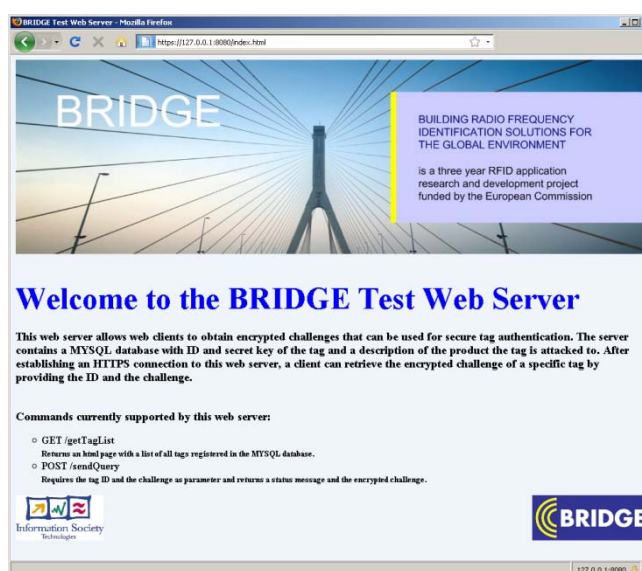 BRIDGE Test Web Server - Mozilla Firefox
https://127.0.0.1:8080/index.html
BRIDGE
BUILDING RADIO FREQUENCY
IDENTIFICATION SOLUTIONS FOR
THE GLOBAL ENVIRONMENT
is a three year RFID application
research and development project
funded by the European Commission
Welcome to the BRIDGE Test Web Server
This web server allows web clients to obtain encrypted challenges that can be used for secure tag authentication. The server
contains a MYSQL database with ID and secret key of the tag and a description of the product the tag is attached to. After
establishing an HTTPS connection to this web server, a client can retrieve the encrypted challenge of a specific tag by
providing the ID and the challenge.
Commands currently supported by this web server:
GET /getTagList
Returns an html page with a list of all tags registered in the MYSQL database.
POST /sendQuery
Requires the tag ID and the challenge as parameter and returns a status message and the encrypted challenge.
Information Society
Technologies
BRIDGE
127.0.0.1:8080